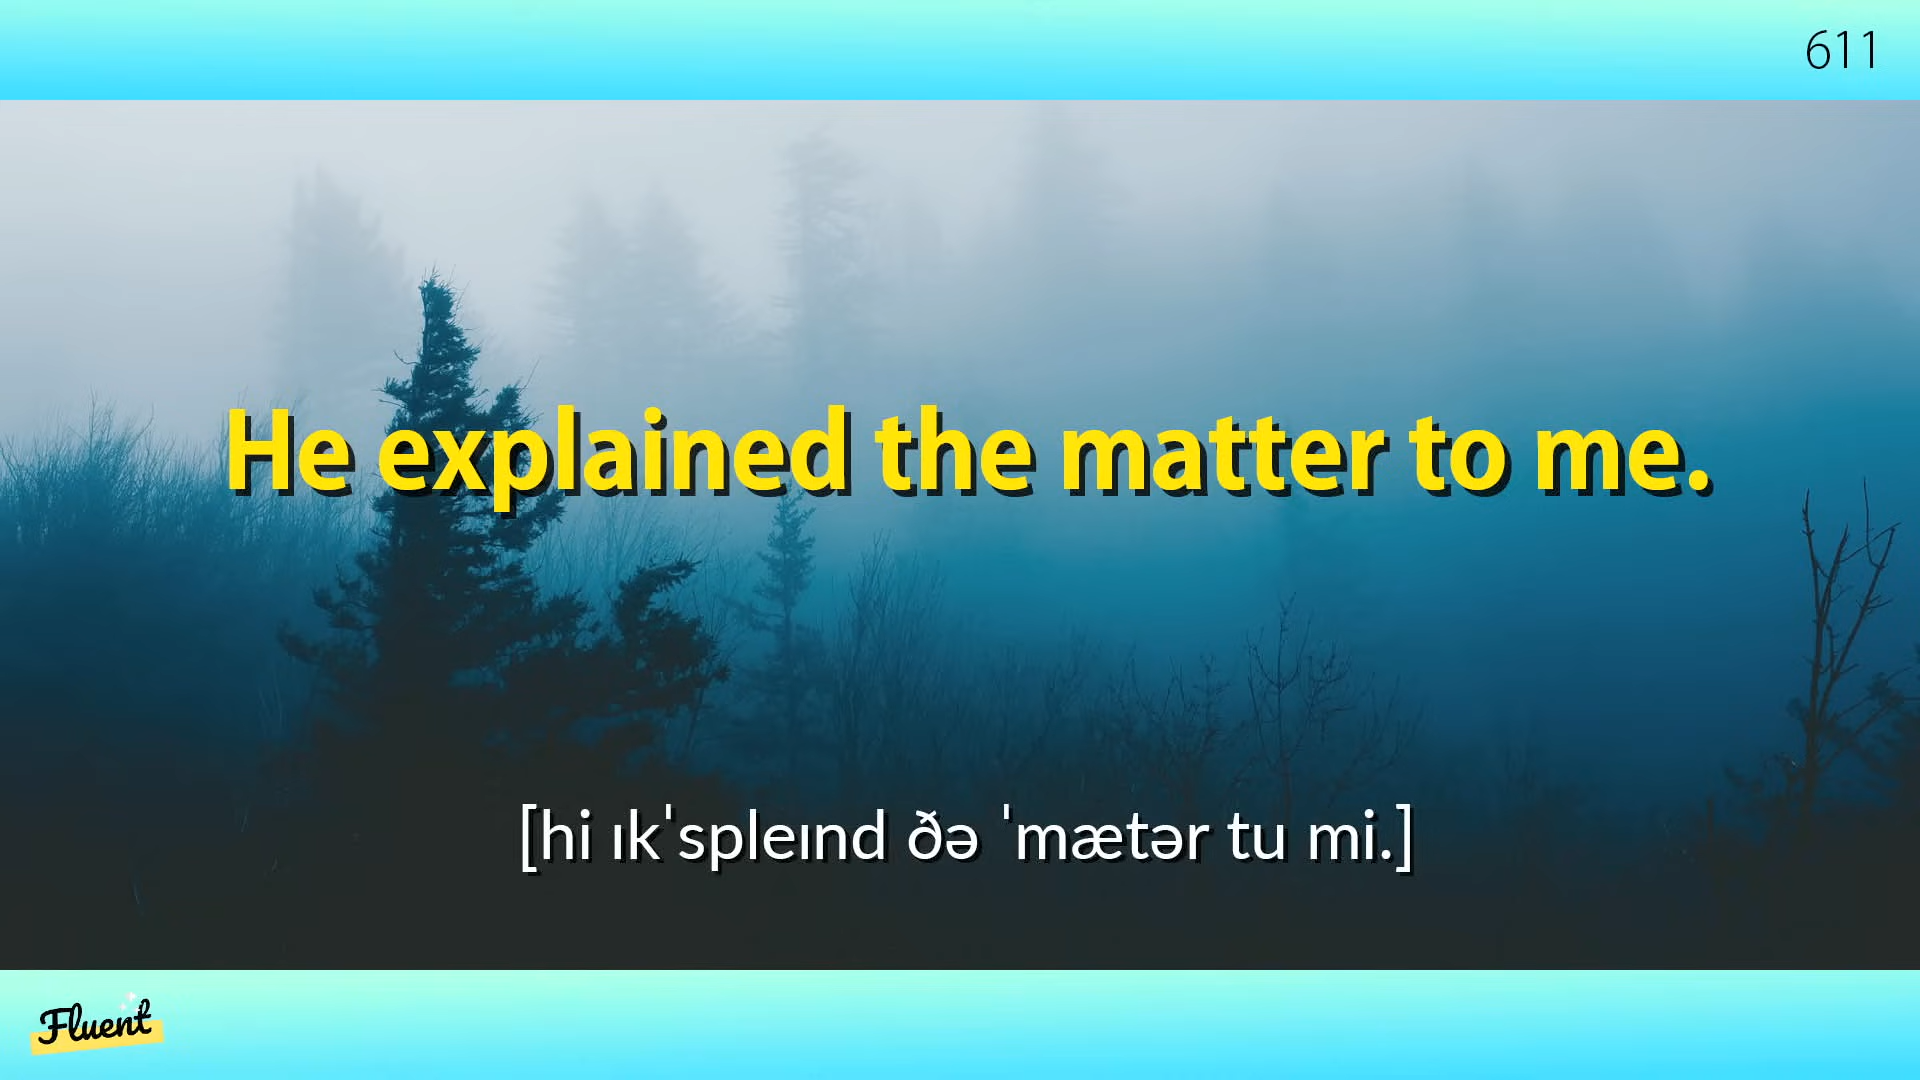 611
He explained the matter to me.
[hi ɪkˈspleɪnd ðə ˈmætər tu mi.]
Fluent